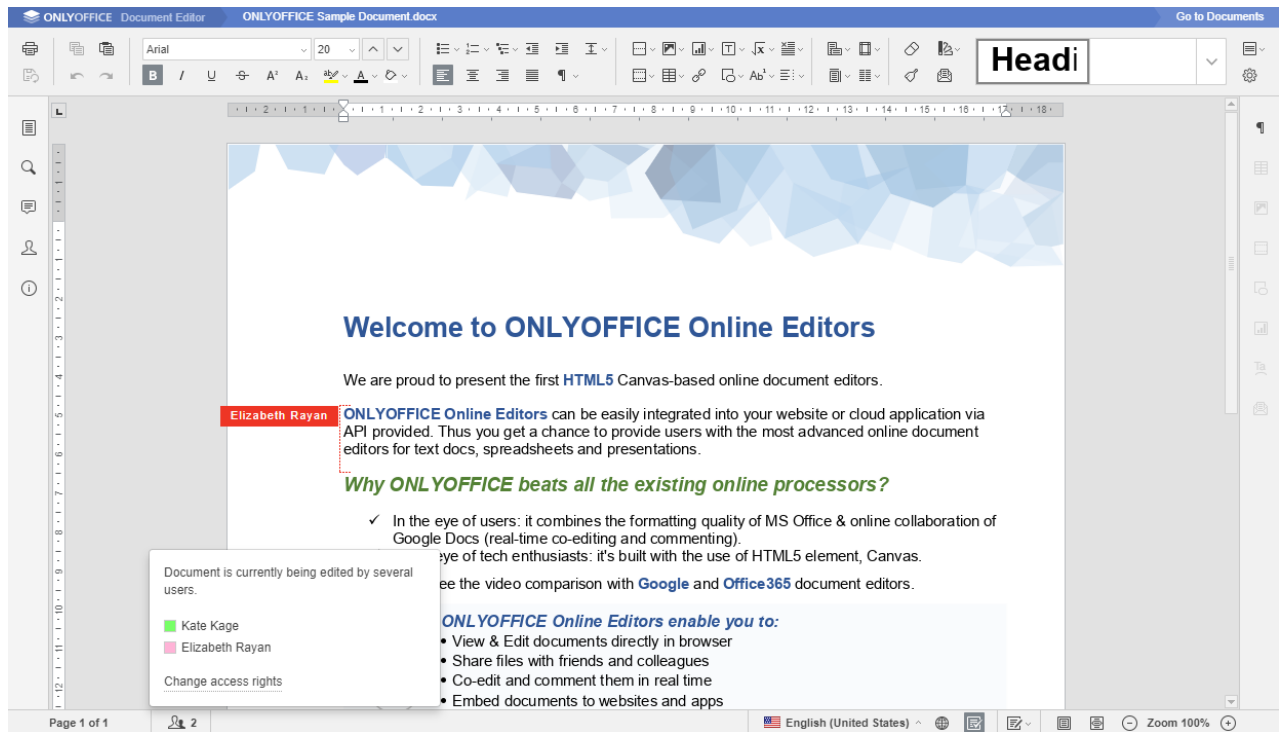 ONLYOFFICE Document Editor ONLYOFFICE Sample Document.docx Go to Documents
Arial 20
Headi
B I U
Welcome to ONLYOFFICE Online Editors
We are proud to present the first HTML5 Canvas-based online document editors.
Elizabeth Rayan
ONLYOFFICE Online Editors can be easily integrated into your website or cloud application via
API provided. Thus you get a chance to provide users with the most advanced online document
editors for text docs, spreadsheets and presentations.
Why ONLYOFFICE beats all the existing online processors?
In the eye of users: it combines the formatting quality of MS Office & online collaboration of
Google Docs (real-time co-editing and commenting).
eye of tech enthusiasts: it's built with the use of HTML5 element, Canvas.
ee the video comparison with Google and Office365 document editors.
ONLYOFFICE Online Editors enable you to:
• View & Edit documents directly in browser
• Share files with friends and colleagues
• Co-edit and comment them in real time
• Embed documents to websites and apps
Document is currently being edited by several
users.
Kate Kage
Elizabeth Rayan
Change access rights
Page 1 of 1 2 English (United States) Zoom 100%